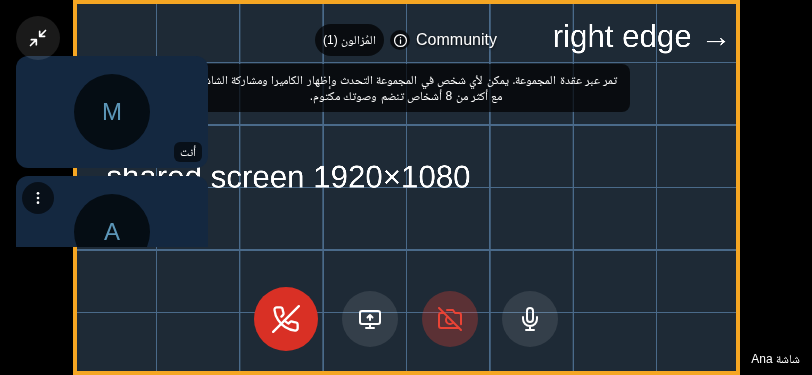 right edge →
Community
المُزالون (1)
تمر عبر عقدة المجموعة. يمكن لأي شخص في المجموعة التحدث وإظهار الكاميرا ومشاركة
مع أكثر من 8 أشخاص تنضم وصوتك مكتوم.
M
أنت
shared screen 1920×1080
A
شاشة Ana